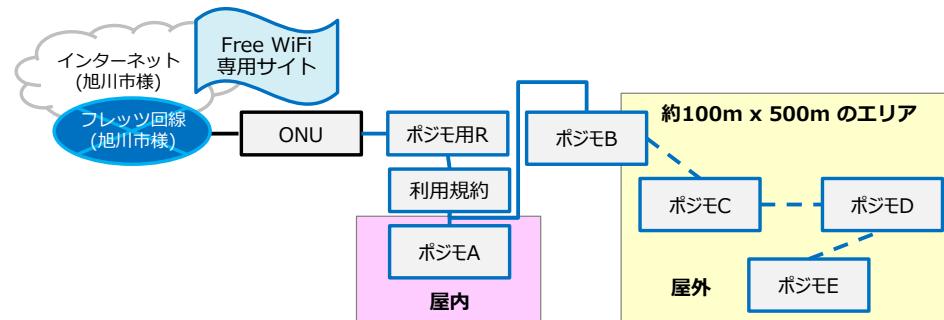 Free WiFi
専用サイト
インターネット
(旭川市様)
フレッツ回線
(旭川市様)
ONU
ポジモ用R
利用規約
ポジモA
屋内
ポジモB
約100m x 500m のエリア
ポジモC
ポジモD
ポジモE
屋外